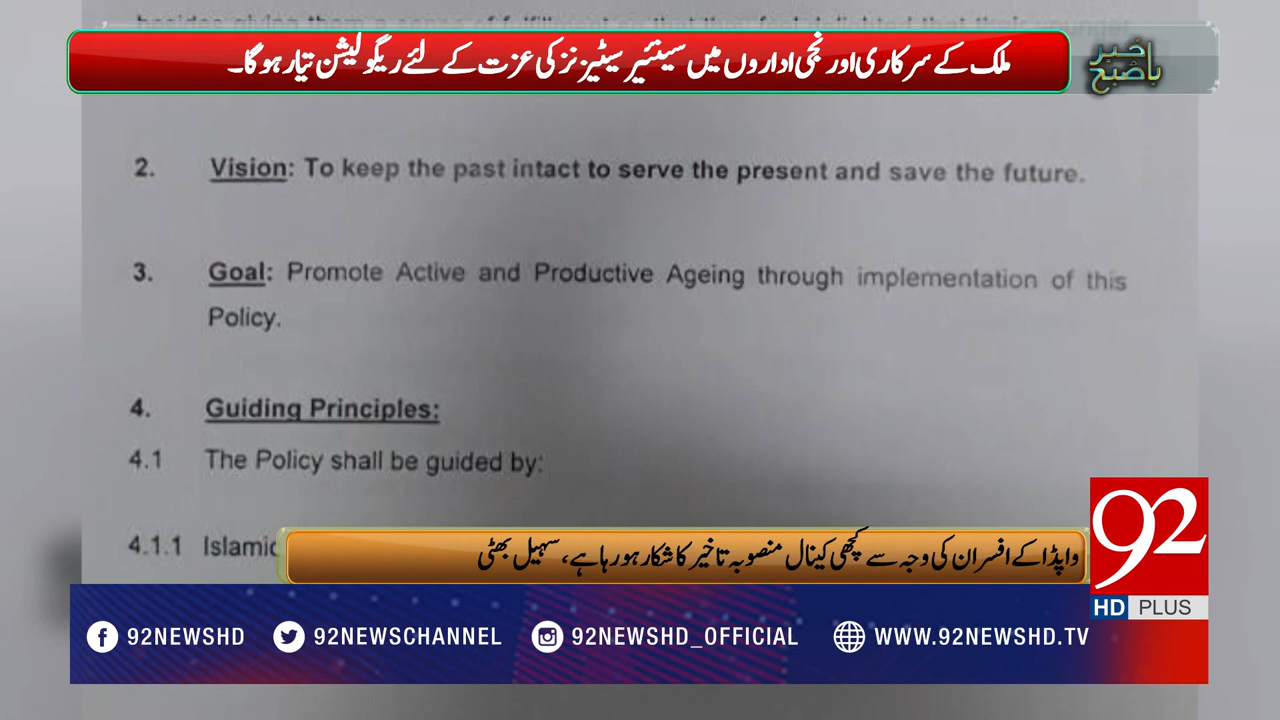 ملک کے سرکاری اور نجی اداروں میں سینئیر سیٹیزنز کی عزت کے لئے ریگولیشن تیار ہوگا۔
باخبر صبح
2. Vision: To keep the past intact to serve the present and save the future.
3. Goal: Promote Active and Productive Ageing through implementation of this
Policy.
4. Guiding Principles:
4.1 The Policy shall be guided by:
4.1.1
واپڈا کے افسران کی وجہ سے کچھی کینال منصوبہ تاخیر کا شکار ہو رہا ہے، سہیل بھٹی
92
HD PLUS
92NEWSHD 92NEWSCHANNEL 92NEWSHD_OFFICIAL WWW.92NEWSHD.TV